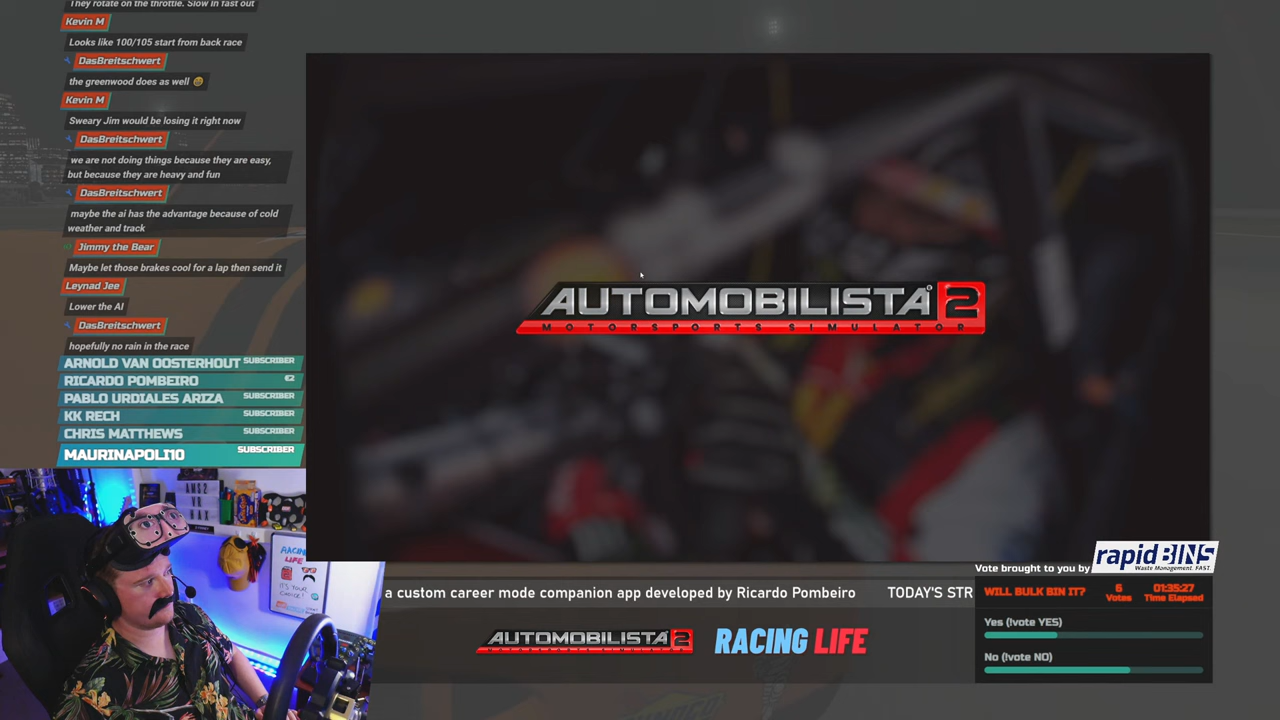 They rotate on the throttle. Slow in fast out
Kevin M
Looks like 100/105 start from back race
DasBreitschwert
the greenwood does as well
Kevin M
Sweary Jim would be losing it right now
DasBreitschwert
we are not doing things because they are easy,
but because they are heavy and fun
DasBreitschwert
maybe the ai has the advantage because of cold
weather and track
Jimmy the Bear
Maybe let those brakes cool for a lap then send it
Leynad Jee
Lower the AI
DasBreitschwert
hopefully no rain in the race
ARNOLD VAN OOSTERHOUT SUBSCRIBER
RICARDO POMBEIRO €2
PABLO URDIALES ARIZA SUBSCRIBER
KK RECH SUBSCRIBER
CHRIS MATTHEWS SUBSCRIBER
MAURINAPOLI10 SUBSCRIBER
AUTOMOBILISTA 2
MOTORSPORTS SIMULATOR
AMS2
VR
RACING
LIFE
IT'S YOUR
CHOICE!
Vote brought to you by
rapid BINS
Waste Management. FAST.
a custom career mode companion app developed by Ricardo Pombeiro TODAY'S STR
AUTOMOBILISTA 2
RACING LIFE
WILL BULK BIN IT?
6
Votes
01:35:27
Time Elapsed
Yes (!vote YES)
No (!vote NO)